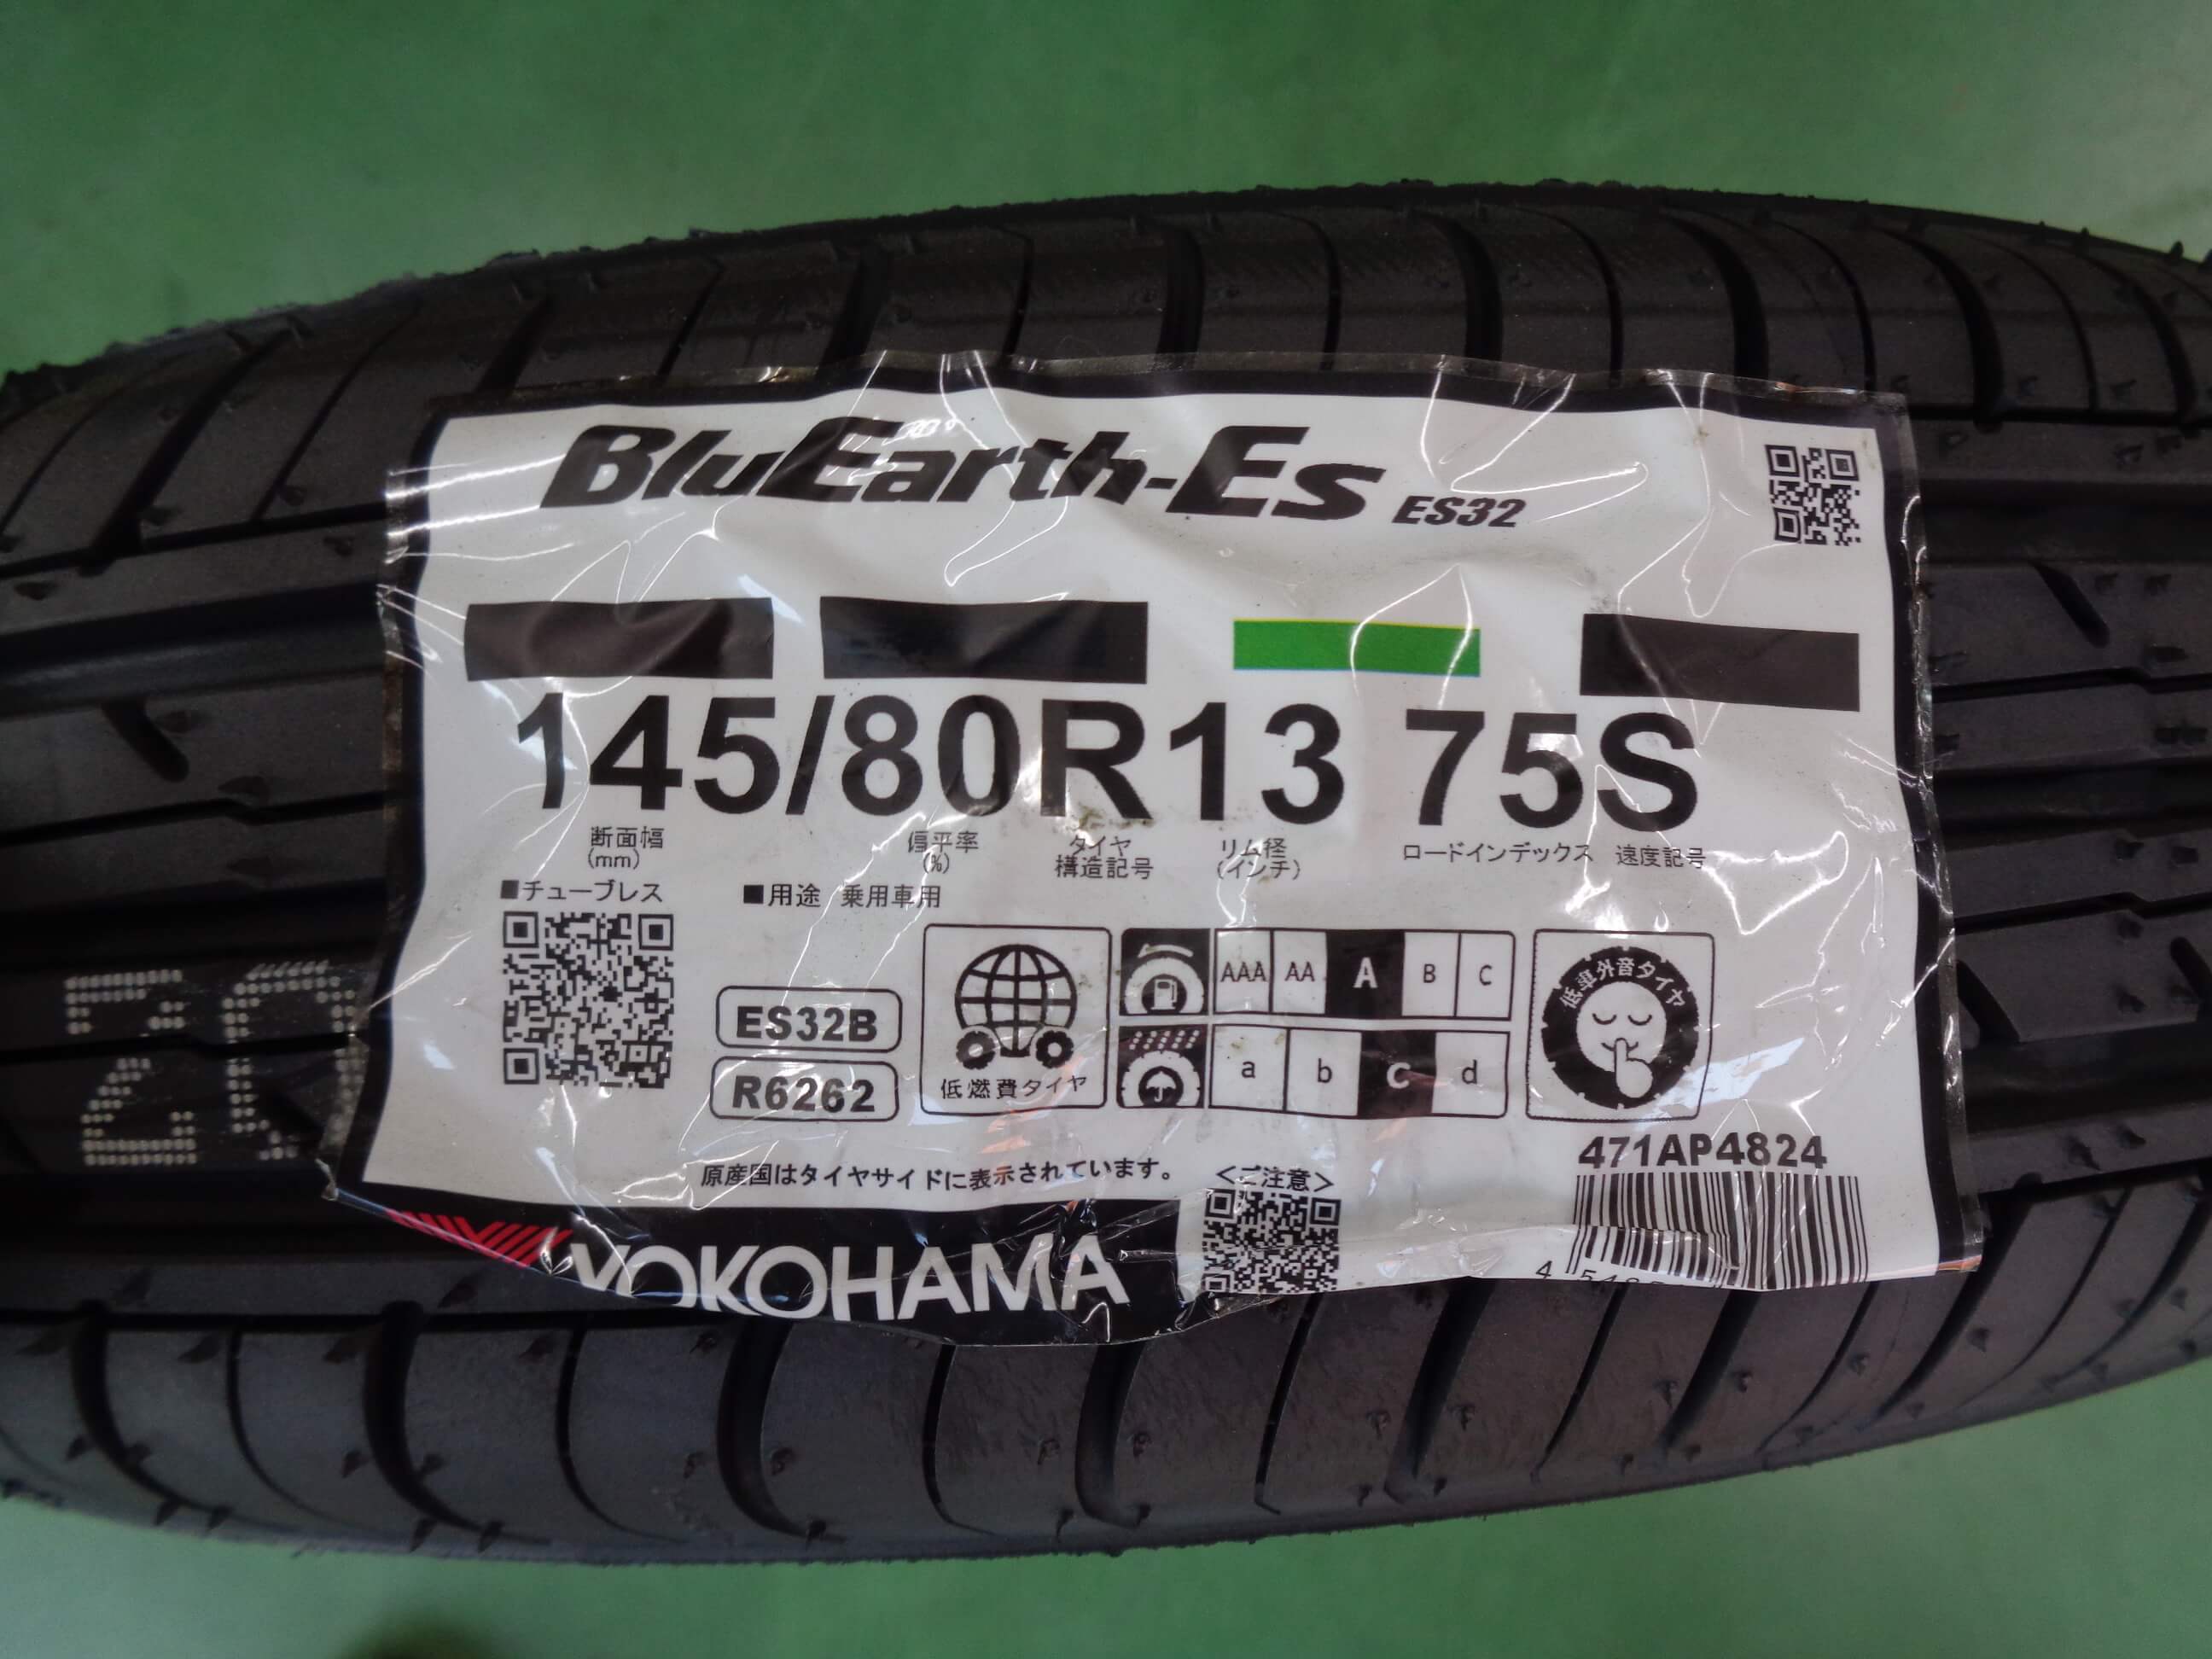 BluEarth-Es ES32
145/80R13 75S
断面幅 偏平率 タイヤ リム径 ロードインデックス 速度記号
(mm) (%) 構造記号 (インチ)
■チューブレス ■用途 乗用車用
AAA AA A B C
低車外音タイヤ
ES32B
a b c d
R6262
低燃費タイヤ
20
471AP4824
原産国はタイヤサイドに表示されています。 <ご注意>
YOKOHAMA